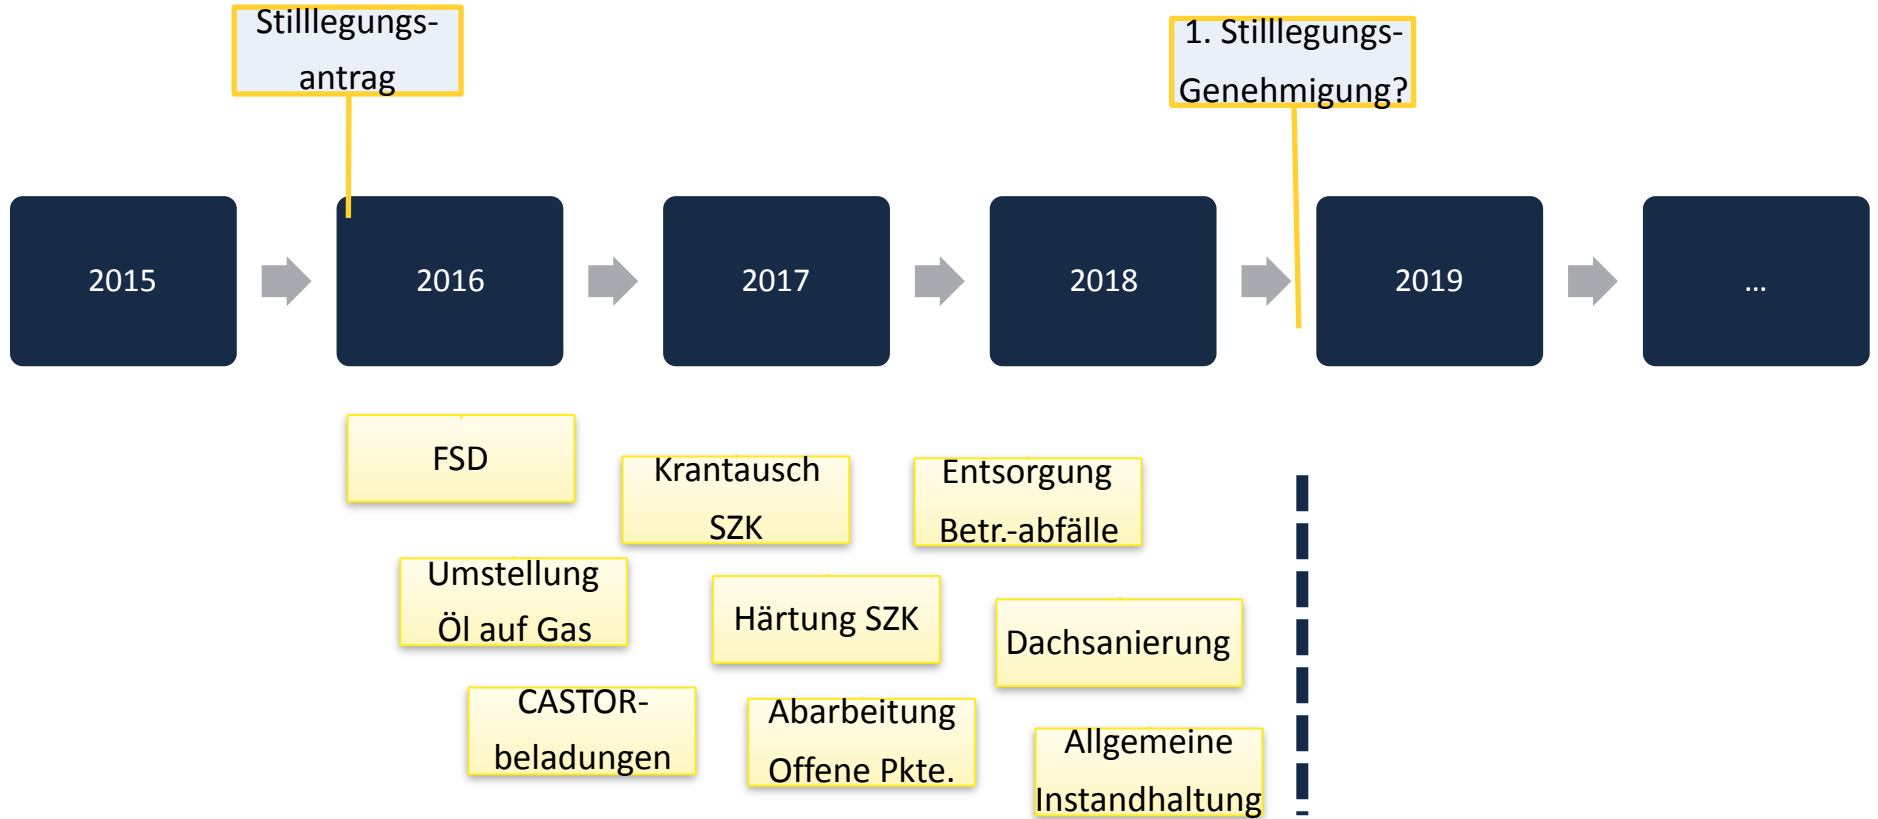 Stilllegungs-
antrag
1. Stilllegungs-
Genehmigung?
2015
2016
2017
2018
2019
...
FSD
Krantausch
SZK
Entsorgung
Betr.-abfälle
Umstellung
Öl auf Gas
Härtung SZK
Dachsanierung
CASTOR-
beladungen
Abarbeitung
Offene Pkte.
Allgemeine
Instandhaltung